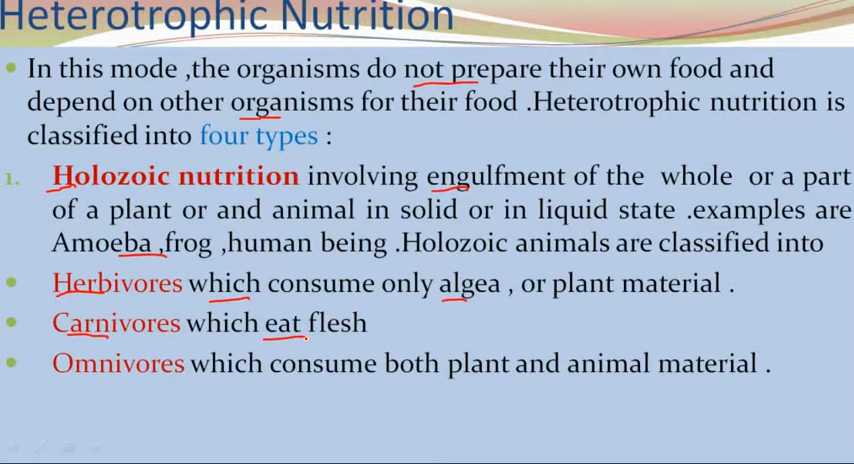 Heterotrophic Nutrition
• In this mode ,the organisms do not prepare their own food and
depend on other organisms for their food .Heterotrophic nutrition is
classified into four types :
1. Holozoic nutrition involving engulfment of the whole or a part
of a plant or and animal in solid or in liquid state .examples are
Amoeba ,frog ,human being .Holozoic animals are classified into
• Herbivores which consume only algea , or plant material .
• Carnivores which eat flesh
• Omnivores which consume both plant and animal material .